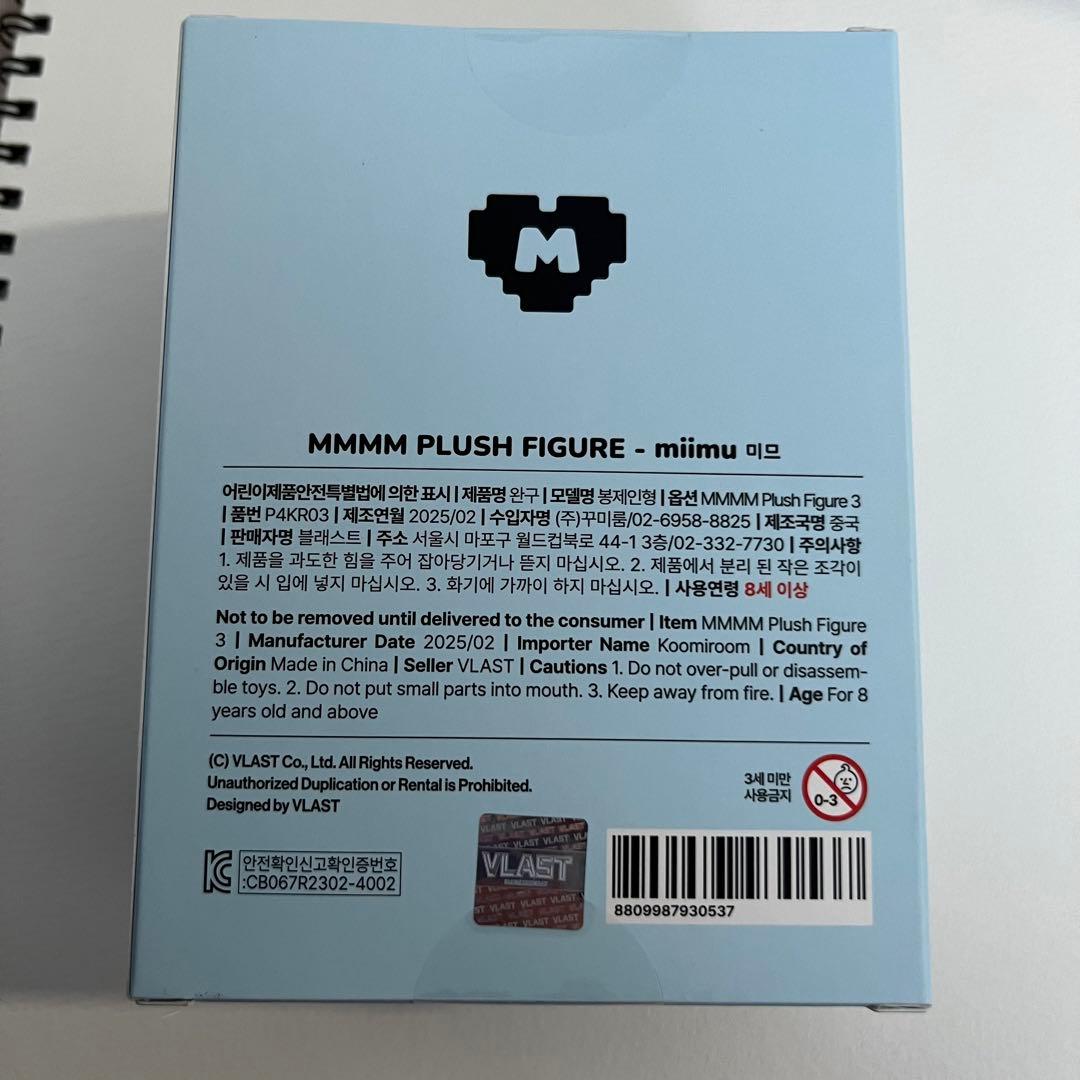 M
MMMM PLUSH FIGURE - miimu 미므
어린이제품안전특별법에 의한 표시 | 제품명 완구 | 모델명 봉제인형 | 옵션 MMMM Plush Figure 3
| 품번 P4KR03 | 제조연월 2025/02 | 수입자명 (주)꾸미룸/02-6958-8825 | 제조국명 중국
| 판매자명 블래스트 | 주소 서울시 마포구 월드컵북로 44-1 3층/02-332-7730 | 주의사항
1. 제품을 과도한 힘을 주어 잡아당기거나 뜯지 마십시오. 2. 제품에서 분리 된 작은 조각이
있을 시 입에 넣지 마십시오. 3. 화기에 가까이 하지 마십시오. | 사용연령 8세 이상
Not to be removed until delivered to the consumer | Item MMMM Plush Figure
3 | Manufacturer Date 2025/02 | Importer Name Koomiroom | Country of
Origin Made in China | Seller VLAST | Cautions 1. Do not over-pull or disassem-
ble toys. 2. Do not put small parts into mouth. 3. Keep away from fire. | Age For 8
years old and above
(C) VLAST Co., Ltd. All Rights Reserved.
Unauthorized Duplication or Rental is Prohibited.
Designed by VLAST
3세 미만
사용금지
0-3
안전확인신고확인증번호
:CB067R2302-4002
VLAST
8809987930537